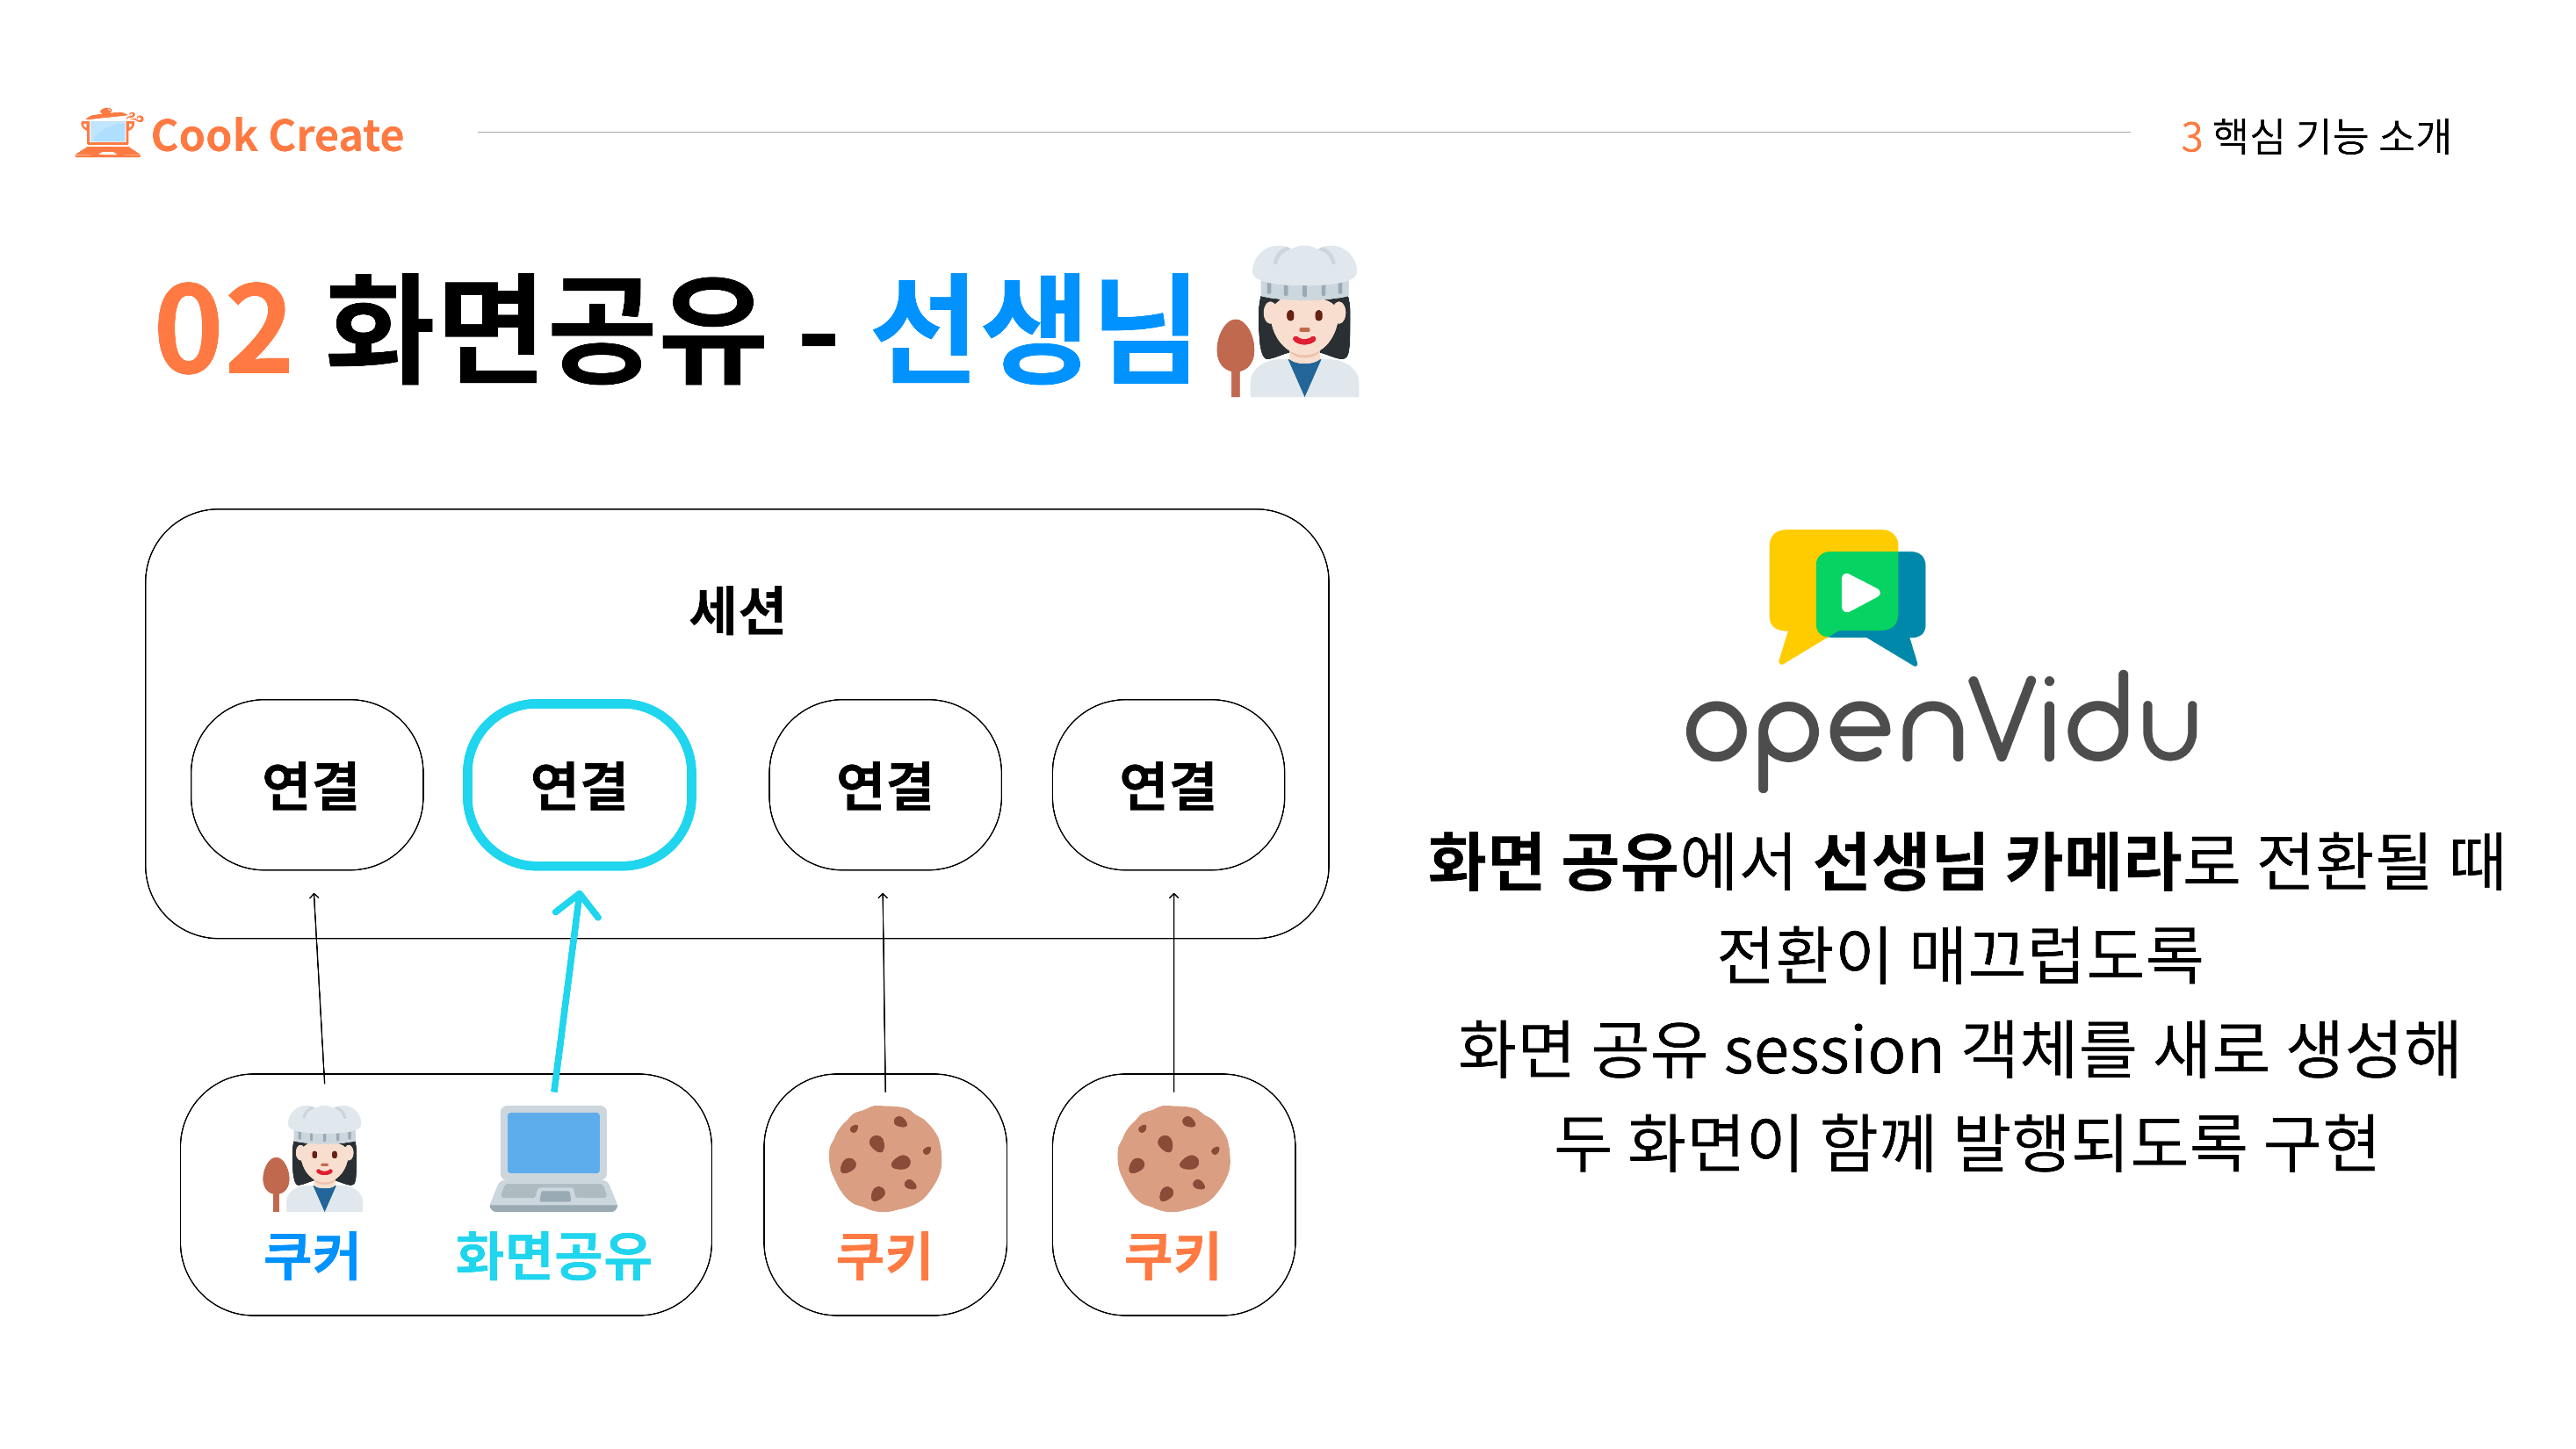 Cook Create
3 핵심 기능 소개
02 화면공유 - 선생님
세션
연결 연결 연결 연결
쿠커 화면공유 쿠키 쿠키
openVidu
화면 공유에서 선생님 카메라로 전환될 때
전환이 매끄럽도록
화면 공유 session 객체를 새로 생성해
두 화면이 함께 발행되도록 구현